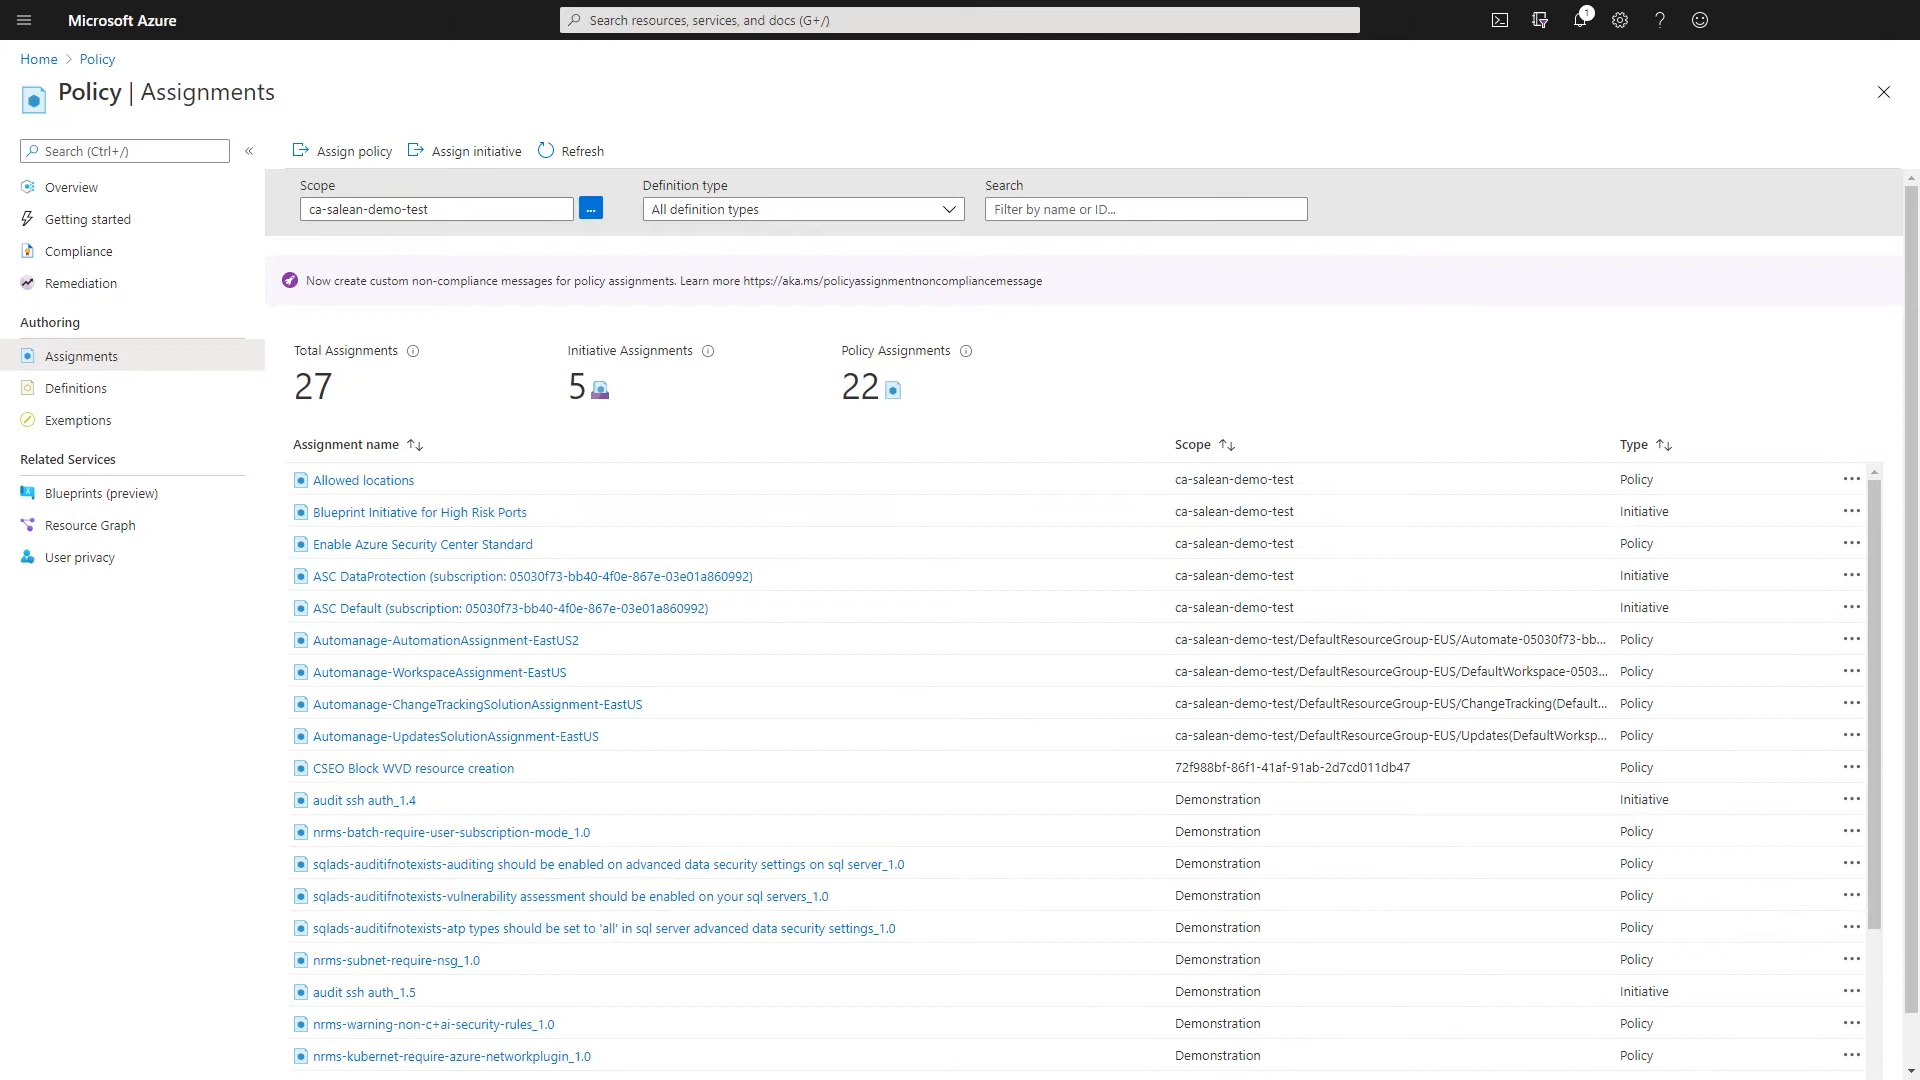 Microsoft Azure
Search resources, services, and docs (G+/)
1
Home > Policy
Policy | Assignments
Search (Ctrl+/)
«
Assign policy
Assign initiative
Refresh
Overview
Getting started
Compliance
Remediation
Authoring
Assignments
Definitions
Exemptions
Related Services
Blueprints (preview)
Resource Graph
User privacy
Scope
ca-salean-demo-test
...
Definition type
All definition types
Search
Filter by name or ID...
Now create custom non-compliance messages for policy assignments. Learn more https://aka.ms/policyassignmentnoncompliancemessage
Total Assignments
27
Initiative Assignments
5
Policy Assignments
22
Assignment name Scope Type
Allowed locations ca-salean-demo-test Policy
Blueprint Initiative for High Risk Ports ca-salean-demo-test Initiative
Enable Azure Security Center Standard ca-salean-demo-test Policy
ASC DataProtection (subscription: 05030f73-bb40-4f0e-867e-03e01a860992) ca-salean-demo-test Initiative
ASC Default (subscription: 05030f73-bb40-4f0e-867e-03e01a860992) ca-salean-demo-test Initiative
Automanage-AutomationAssignment-EastUS2 ca-salean-demo-test/DefaultResourceGroup-EUS/Automate-05030f73-bb... Policy
Automanage-WorkspaceAssignment-EastUS ca-salean-demo-test/DefaultResourceGroup-EUS/DefaultWorkspace-0503... Policy
Automanage-ChangeTrackingSolutionAssignment-EastUS ca-salean-demo-test/DefaultResourceGroup-EUS/ChangeTracking(Default... Policy
Automanage-UpdatesSolutionAssignment-EastUS ca-salean-demo-test/DefaultResourceGroup-EUS/Updates(DefaultWorksp... Policy
CSEO Block WVD resource creation 72f988bf-86f1-41af-91ab-2d7cd011db47 Policy
audit ssh auth_1.4 Demonstration Initiative
nrms-batch-require-user-subscription-mode_1.0 Demonstration Policy
sqlads-auditifnotexists-auditing should be enabled on advanced data security settings on sql server_1.0 Demonstration Policy
sqlads-auditifnotexists-vulnerability assessment should be enabled on your sql servers_1.0 Demonstration Policy
sqlads-auditifnotexists-atp types should be set to 'all' in sql server advanced data security settings_1.0 Demonstration Policy
nrms-subnet-require-nsg_1.0 Demonstration Policy
audit ssh auth_1.5 Demonstration Initiative
nrms-warning-non-c+ai-security-rules_1.0 Demonstration Policy
nrms-kubernet-require-azure-networkplugin_1.0 Demonstration Policy